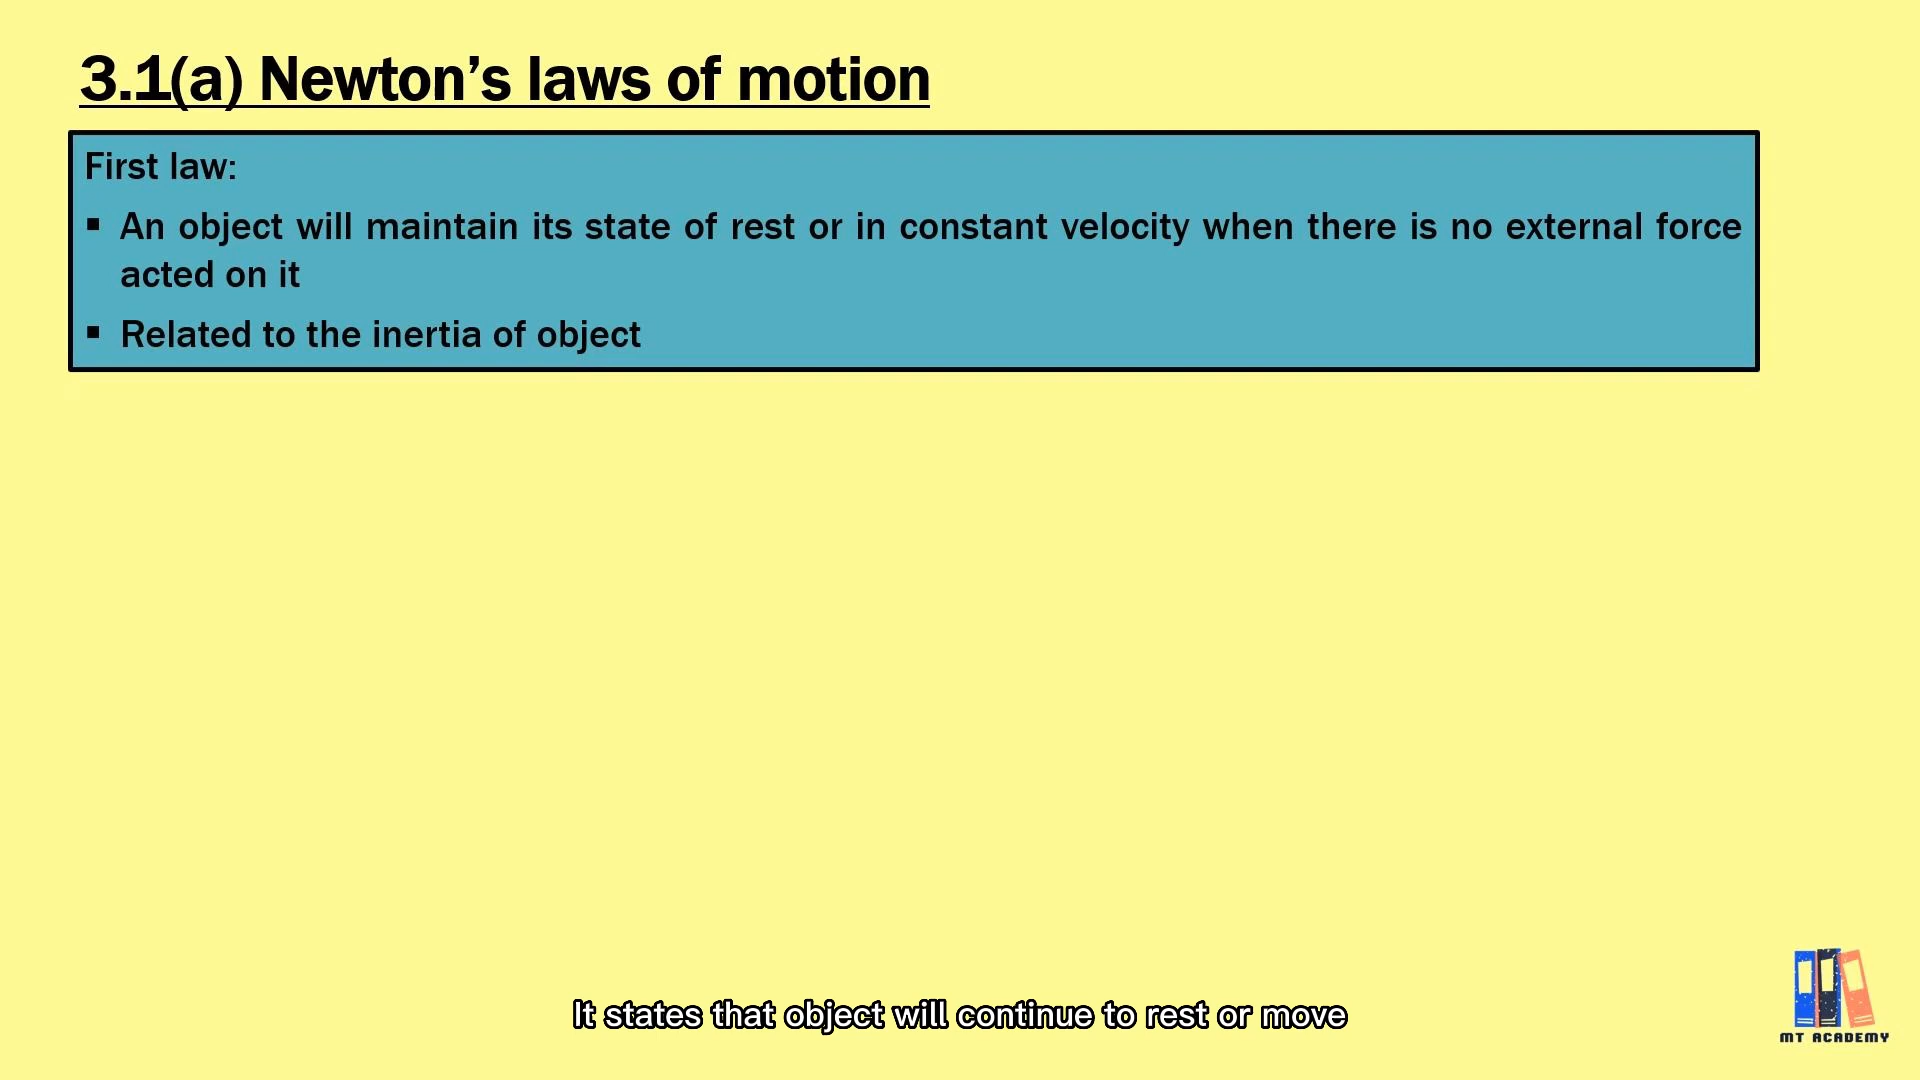 3.1(a) Newton’s laws of motion
First law:
▪ An object will maintain its state of rest or in constant velocity when there is no external force
acted on it
▪ Related to the inertia of object
It states that object will continue to rest or move
MT ACADEMY